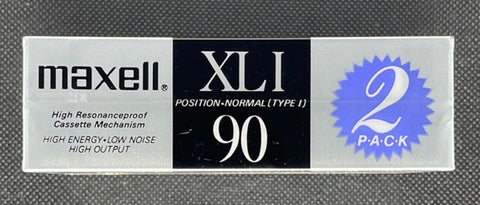 maxell®
High Resonanceproof
Cassette Mechanism
HIGH ENERGY•LOW NOISE
HIGH OUTPUT
XL I
POSITION•NORMAL (TYPE I)
90
2
P•A•C•K